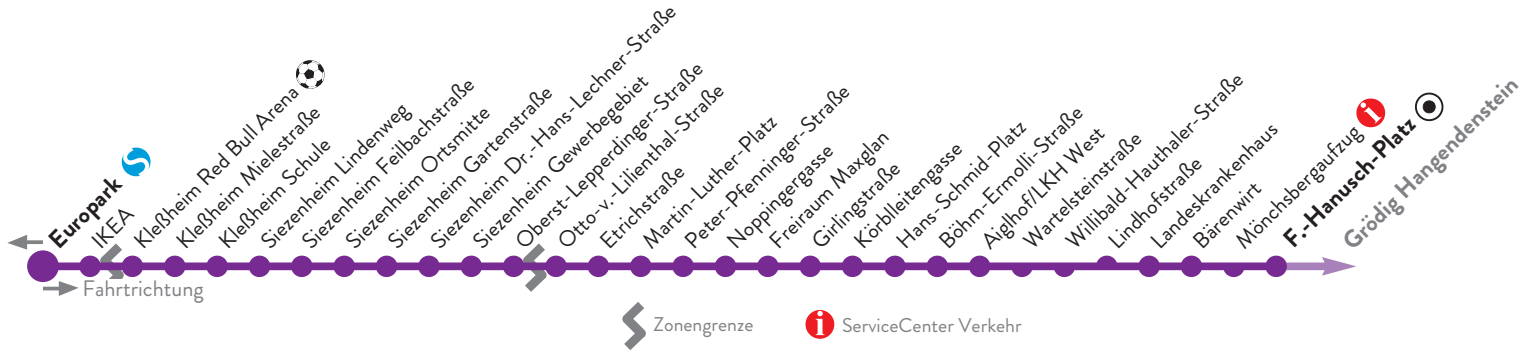 Europark
IKEA
Kleßheim Red Bull Arena
Kleßheim Mielestraße
Kleßheim Schule
Siezenheim Lindenweg
Siezenheim Feilbachstraße
Siezenheim Ortsmitte
Siezenheim Gartenstraße
Siezenheim Dr.-Hans-Lechner-Straße
Siezenheim Gewerbegebiet
Oberst-Lepperdinger-Straße
Otto-v.-Lilienthal-Straße
Etrichstraße
Martin-Luther-Platz
Peter-Pfenninger-Straße
Noppingergasse
Freiraum Maxglan
Girlingstraße
Körblleitengasse
Hans-Schmid-Platz
Böhm-Ermolli-Straße
Aiglhof/LKH West
Wartelsteinstraße
Willibald-Hauthaler-Straße
Lindhofstraße
Landeskrankenhaus
Bärenwirt
Mönchsbergaufzug
F.-Hanusch-Platz
Grödig Hangendenstein
Fahrtrichtung
Zonengrenze
i ServiceCenter Verkehr